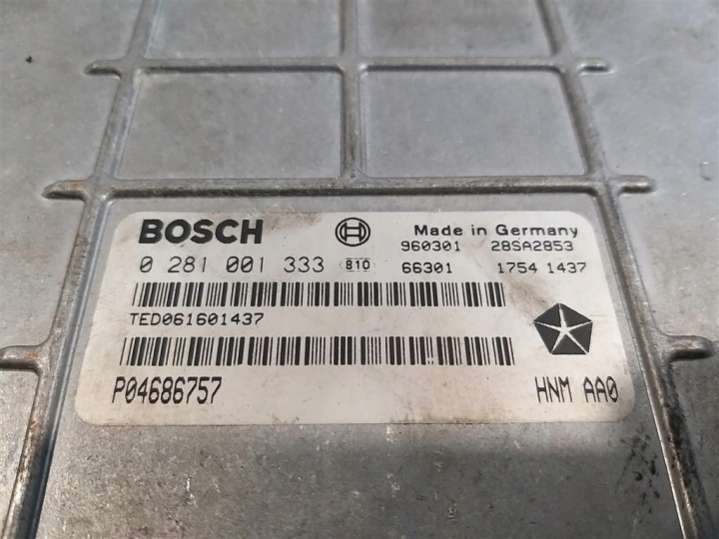 BOSCH Made in Germany
960301 28SA2853
0 281 001 333 810 66301 1754 1437
TED061601437
P04686757 HNM AA0